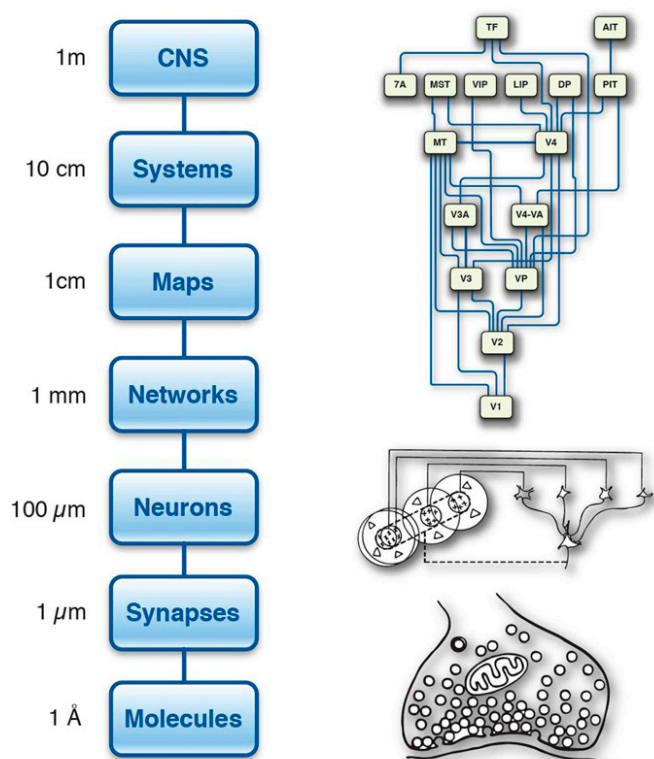 1m
CNS
10 cm
Systems
1cm
Maps
1 mm
Networks
100 µm
Neurons
1 µm
Synapses
1 Å
Molecules
TF
AIT
7A
MST
VIP
LIP
DP
PIT
MT
V4
V3A
V4-VA
V3
VP
V2
V1